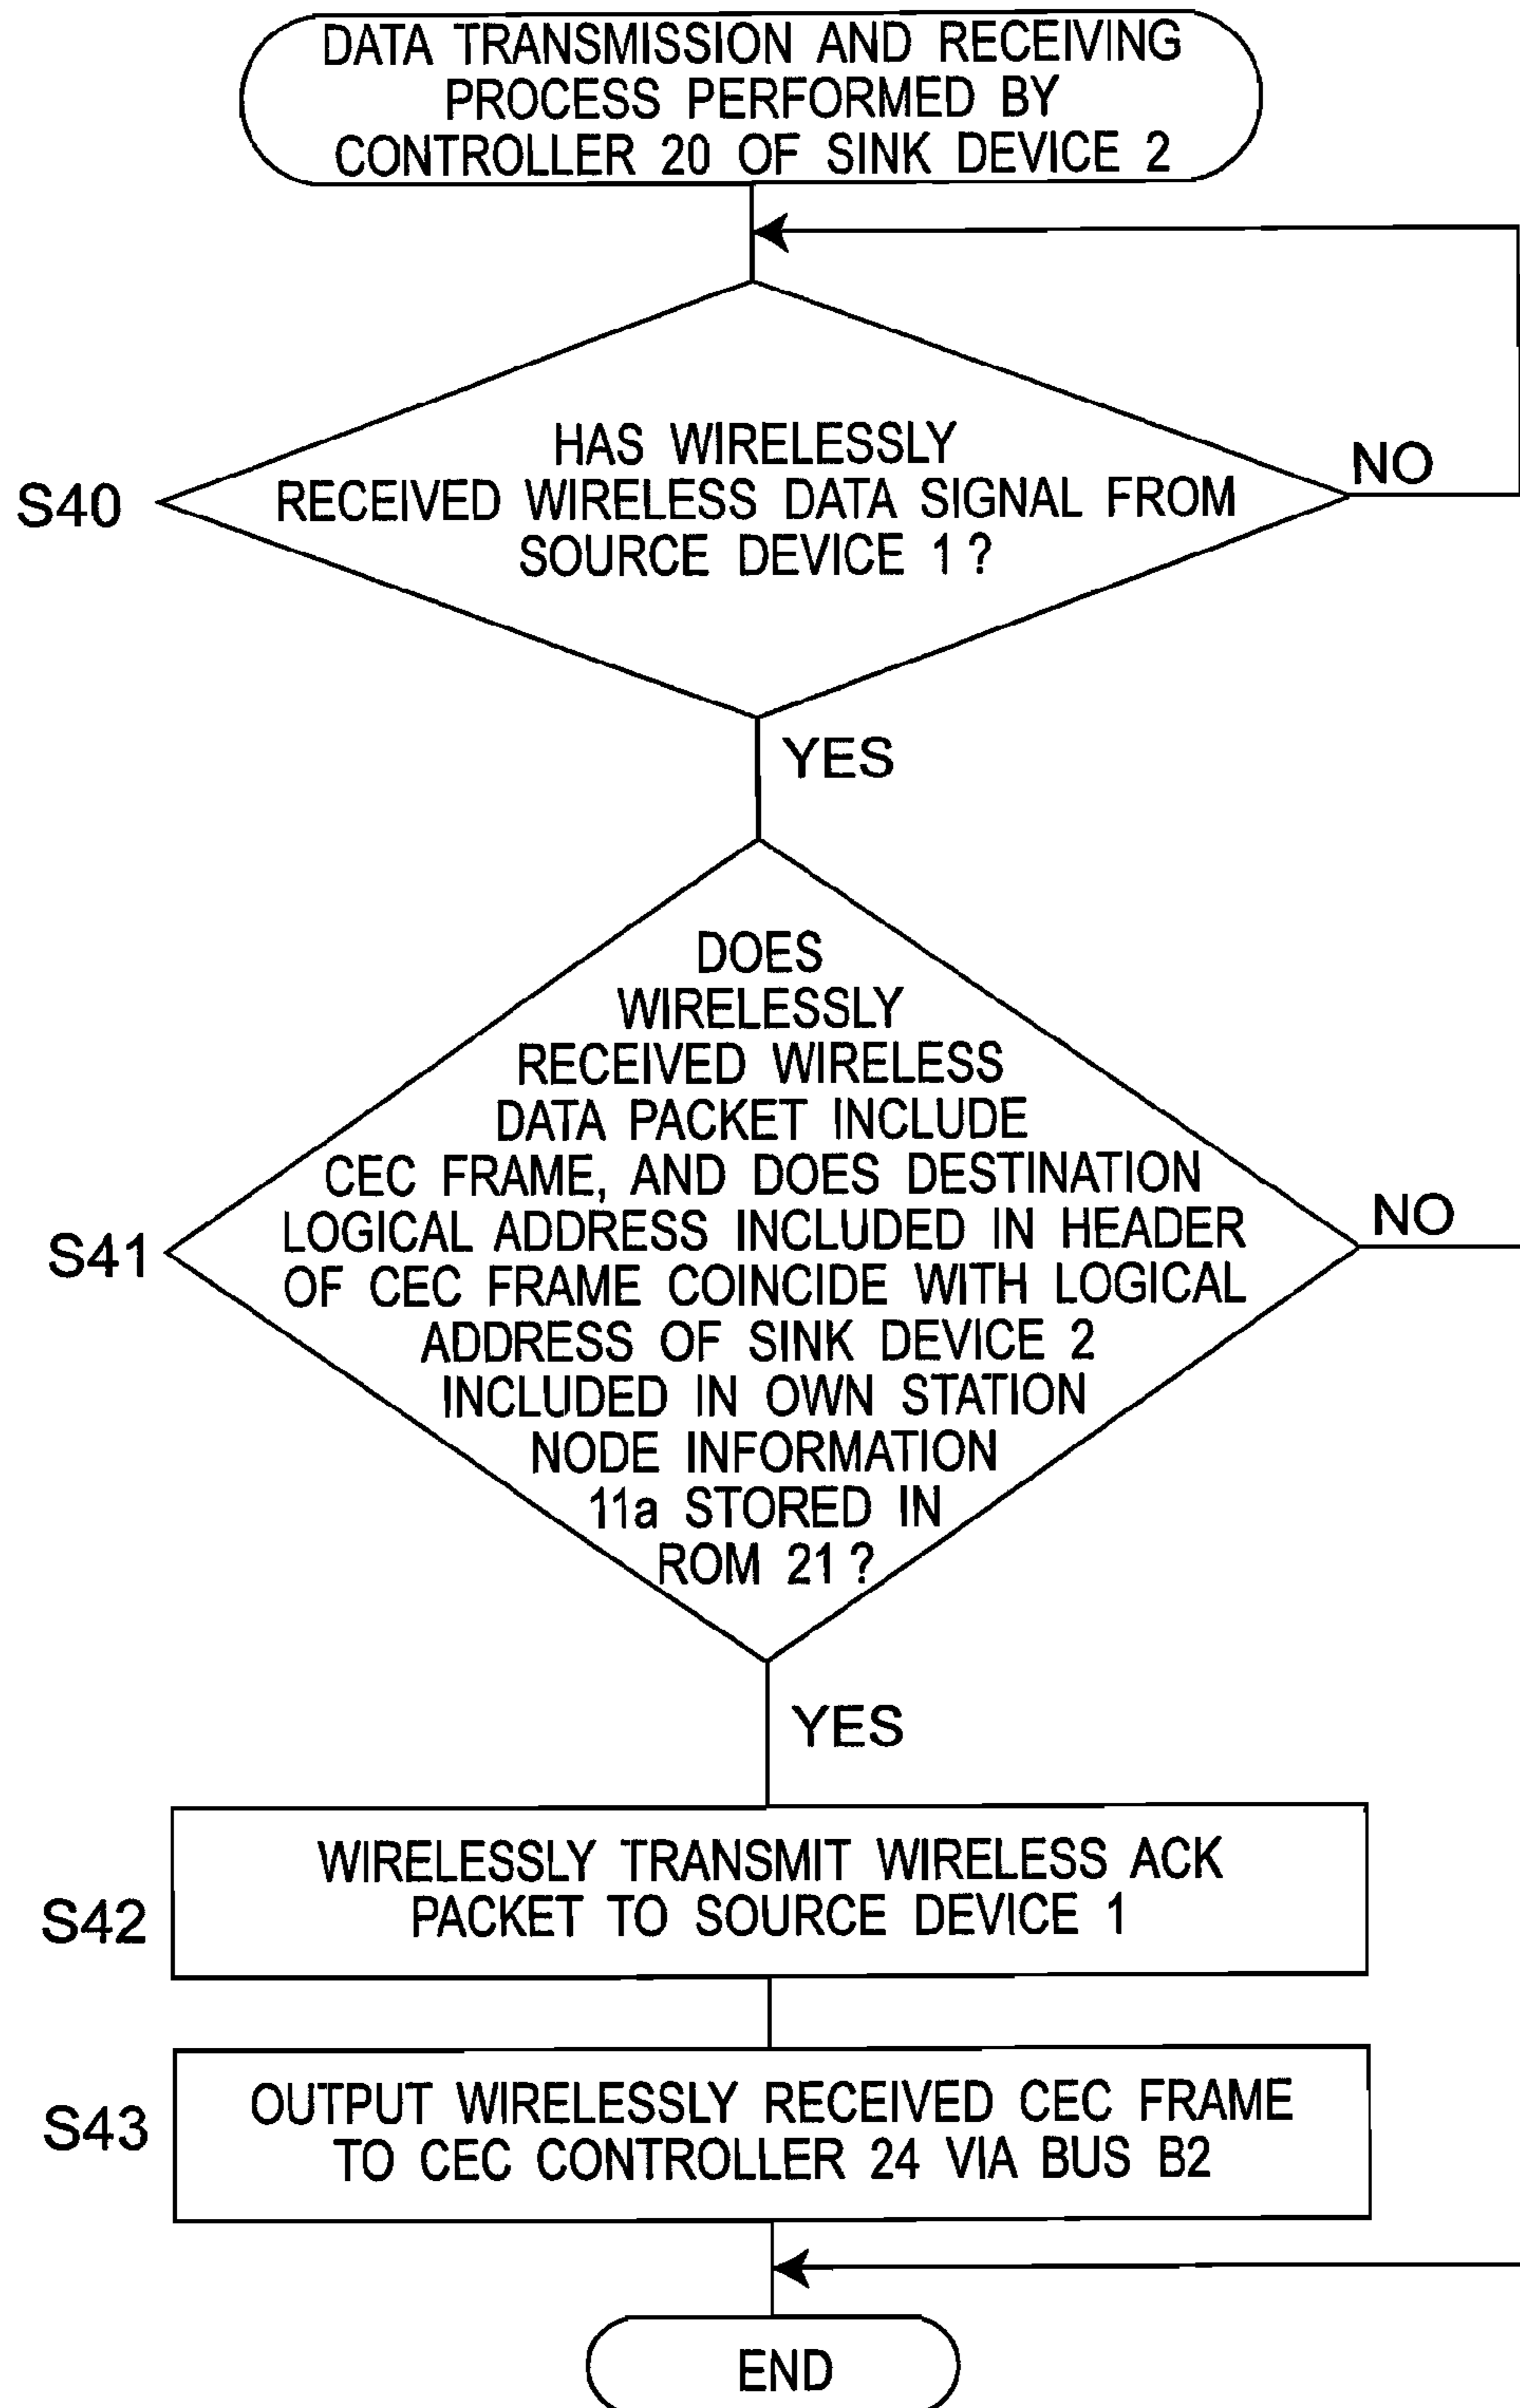 DATA TRANSMISSION AND RECEIVING
PROCESS PERFORMED BY
CONTROLLER 20 OF SINK DEVICE 2
HAS WIRELESSLY
RECEIVED WIRELESS DATA SIGNAL FROM
SOURCE DEVICE 1?
S40
NO
YES
DOES
WIRELESSLY
RECEIVED WIRELESS
DATA PACKET INCLUDE
CEC FRAME, AND DOES DESTINATION
LOGICAL ADDRESS INCLUDED IN HEADER
OF CEC FRAME COINCIDE WITH LOGICAL
ADDRESS OF SINK DEVICE 2
INCLUDED IN OWN STATION
NODE INFORMATION
11a STORED IN
ROM 21?
S41
NO
YES
WIRELESSLY TRANSMIT WIRELESS ACK
PACKET TO SOURCE DEVICE 1
S42
OUTPUT WIRELESSLY RECEIVED CEC FRAME
TO CEC CONTROLLER 24 VIA BUS B2
S43
END